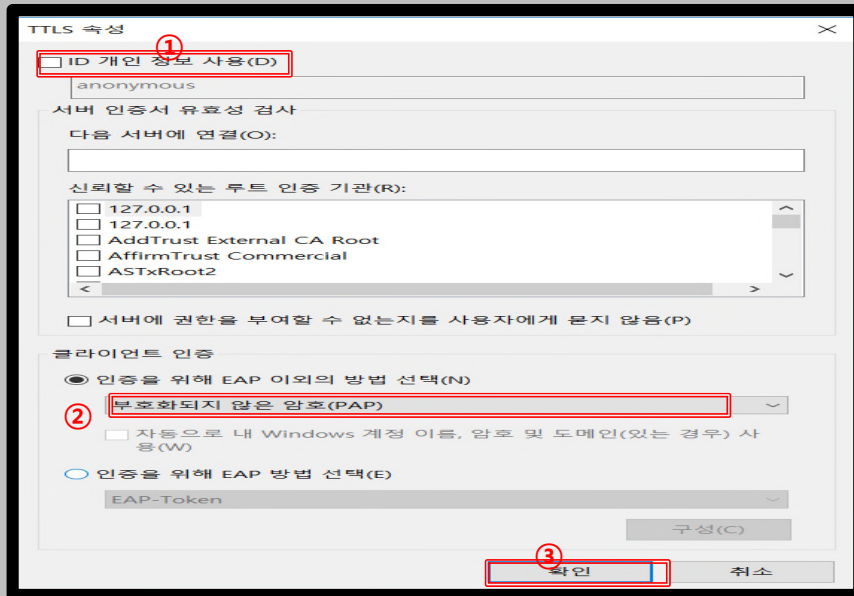 TTLS 속성
①
ID 개인 정보 사용(D)
anonymous
서버 인증서 유효성 검사
다음 서버에 연결(O):
신뢰할 수 있는 루트 인증 기관(R):
127.0.0.1
127.0.0.1
AddTrust External CA Root
AffirmTrust Commercial
ASTxRoot2
서버에 권한을 부여할 수 없는지를 사용자에게 묻지 않음(P)
클라이언트 인증
인증을 위해 EAP 이외의 방법 선택(N)
② 부호화되지 않은 암호(PAP)
자동으로 내 Windows 계정 이름, 암호 및 도메인(있는 경우) 사
용(W)
인증을 위해 EAP 방법 선택(E)
EAP-Token
구성(C)
③
확인 취소